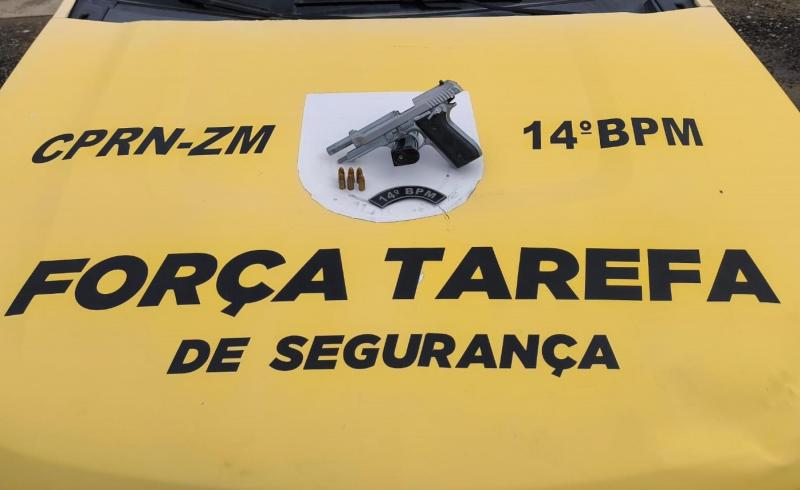 CPRN-ZM
14ºBPM
14º BPM
FORÇA TAREFA
DE SEGURANÇA